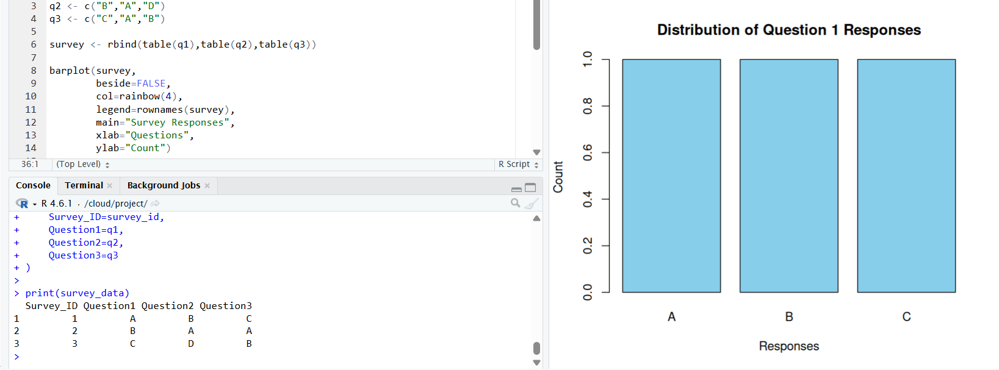 3 q2 <- c("B","A","D")
4 q3 <- c("C","A","B")
5
6 survey <- rbind(table(q1),table(q2),table(q3))
7
8 barplot(survey,
9 beside=FALSE,
10 col=rainbow(4),
11 legend=rownames(survey),
12 main="Survey Responses",
13 xlab="Questions",
14 ylab="Count")
36:1 (Top Level) R Script
Console Terminal Background Jobs
R R 4.6.1 · /cloud/project/
+ Survey_ID=survey_id,
+ Question1=q1,
+ Question2=q2,
+ Question3=q3
+ )
>
> print(survey_data)
Survey_ID Question1 Question2 Question3
1 1 A B C
2 2 B A A
3 3 C D B
>
Distribution of Question 1 Responses
1.0
0.8
0.6
0.4
0.2
0.0
Count
A B C
Responses